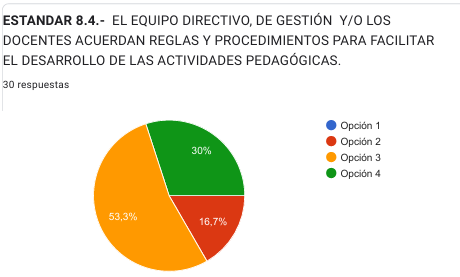 ESTANDAR 8.4.- EL EQUIPO DIRECTIVO, DE GESTIÓN Y/O LOS
DOCENTES ACUERDAN REGLAS Y PROCEDIMIENTOS PARA FACILITAR
EL DESARROLLO DE LAS ACTIVIDADES PEDAGÓGICAS.
30 respuestas
Opción 1
Opción 2
Opción 3
Opción 4
30%
53,3%
16,7%